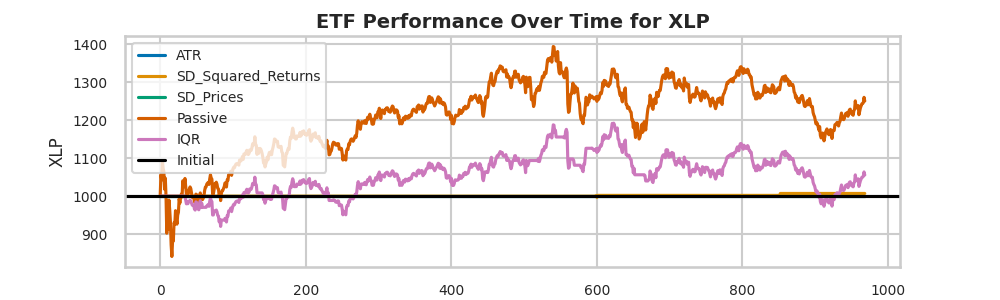 ETF Performance Over Time for XLP
XLP
1400
1300
1200
1100
1000
900
ATR
SD_Squared_Returns
SD_Prices
Passive
IQR
Initial
0
200
400
600
800
1000